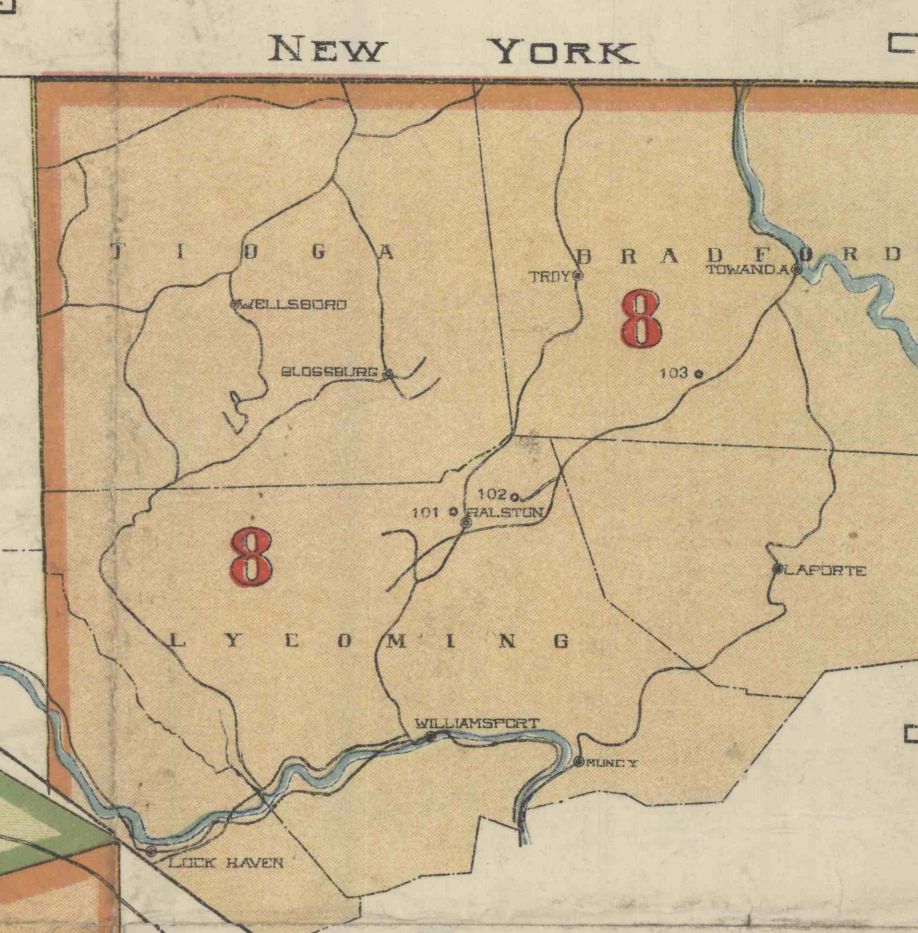 NEW YORK
TIOGA
BRADFORD
TROY
TOWANDA
WELLSBORO
8
BLOSSBURG
103
102
101
RALSTON
8
LAPORTE
LYCOMING
WILLIAMSPORT
MUNCY
LOCK HAVEN